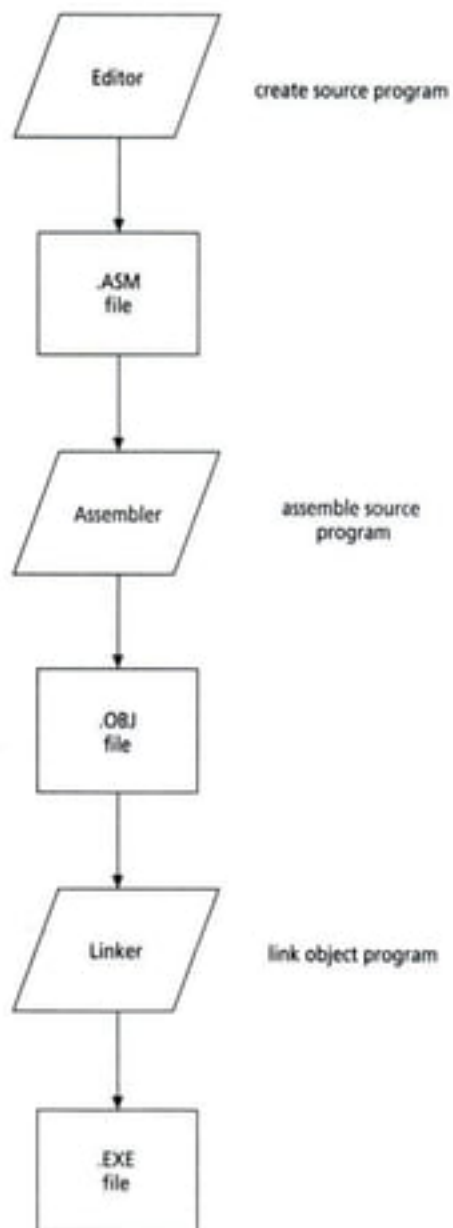 Editor
create source program
.ASM
file
Assembler
assemble source
program
.OBJ
file
Linker
link object program
.EXE
file